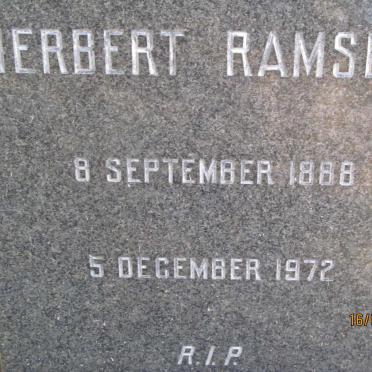 HERBERT RAMS
8 SEPTEMBER 1888
5 DECEMBER 1972
16/
R.I.P.